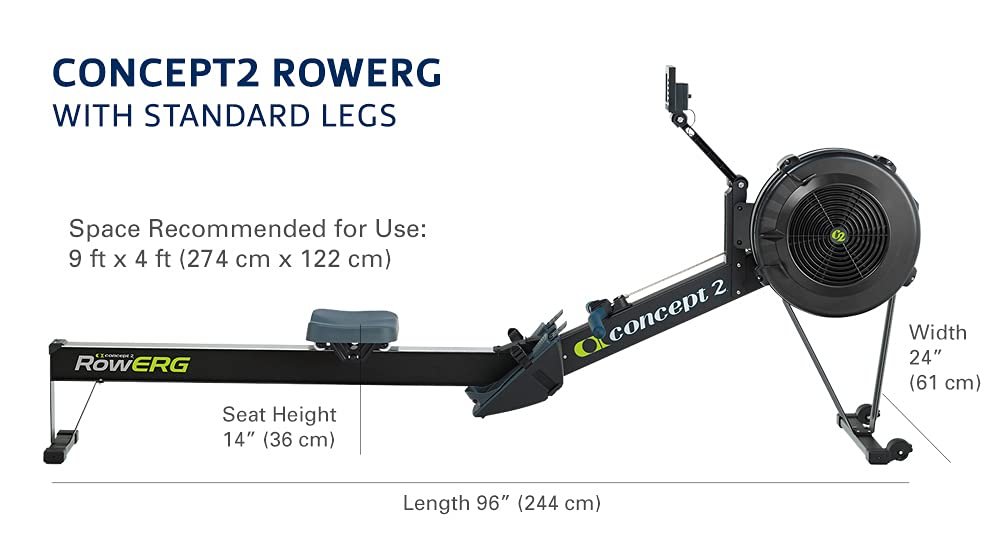 CONCEPT2 ROWERG
WITH STANDARD LEGS
Space Recommended for Use:
9 ft x 4 ft (274 cm x 122 cm)
concept 2
concept 2
RowERG
Seat Height
14” (36 cm)
Width
24”
(61 cm)
Length 96” (244 cm)